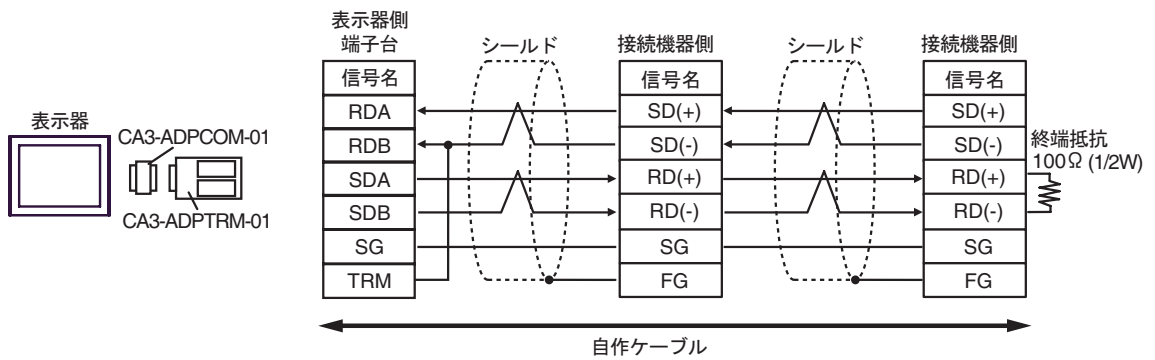 表示器
CA3-ADPCOM-01
CA3-ADPTRM-01
表示器側
端子台
信号名
RDA
RDB
SDA
SDB
SG
TRM
シールド
接続機器側
信号名
SD(+)
SD(-)
RD(+)
RD(-)
SG
FG
シールド
接続機器側
信号名
SD(+)
SD(-)
RD(+)
RD(-)
SG
FG
終端抵抗
100Ω (1/2W)
自作ケーブル